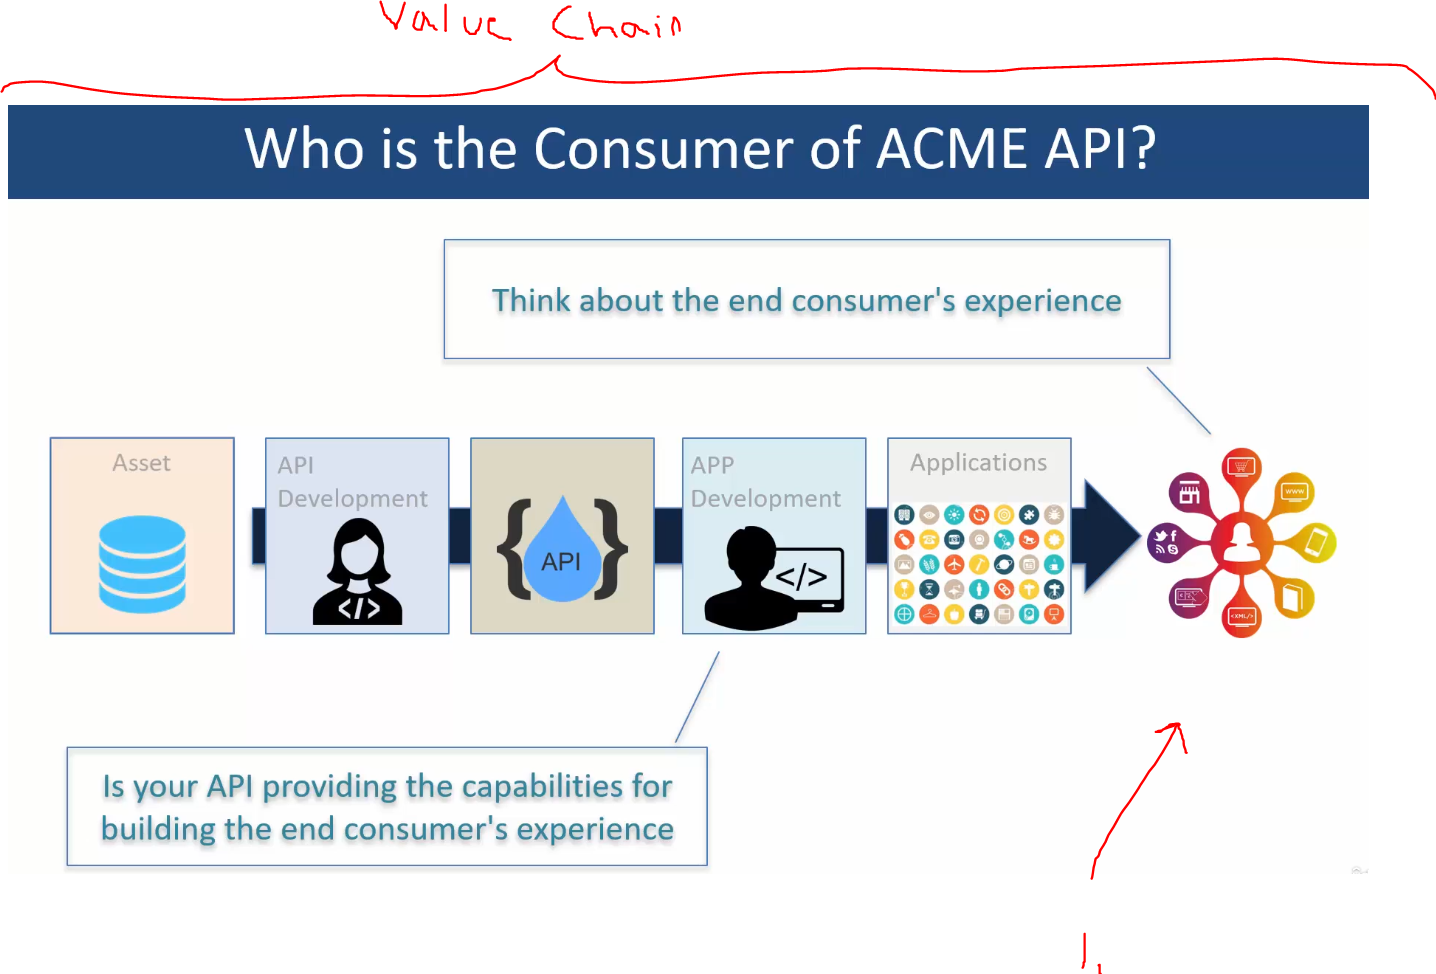 Value Chain
Who is the Consumer of ACME API?
Think about the end consumer's experience
Asset
API
Development
</>
{API}
APP
Development
</>
Applications
WWW
<XML/>
Is your API providing the capabilities for
building the end consumer's experience